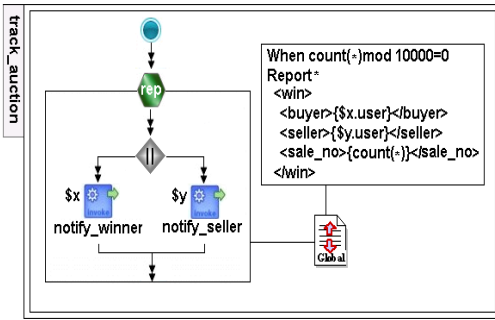 track_auction
rep
||
$x
invoke
notify_winner
$y
invoke
notify_seller
When count(*)mod 10000=0
Report*
<win>
<buyer>{$x.user}</buyer>
<seller>{$y.user}</seller>
<sale_no>{count(*)}</sale_no>
</win>
Global